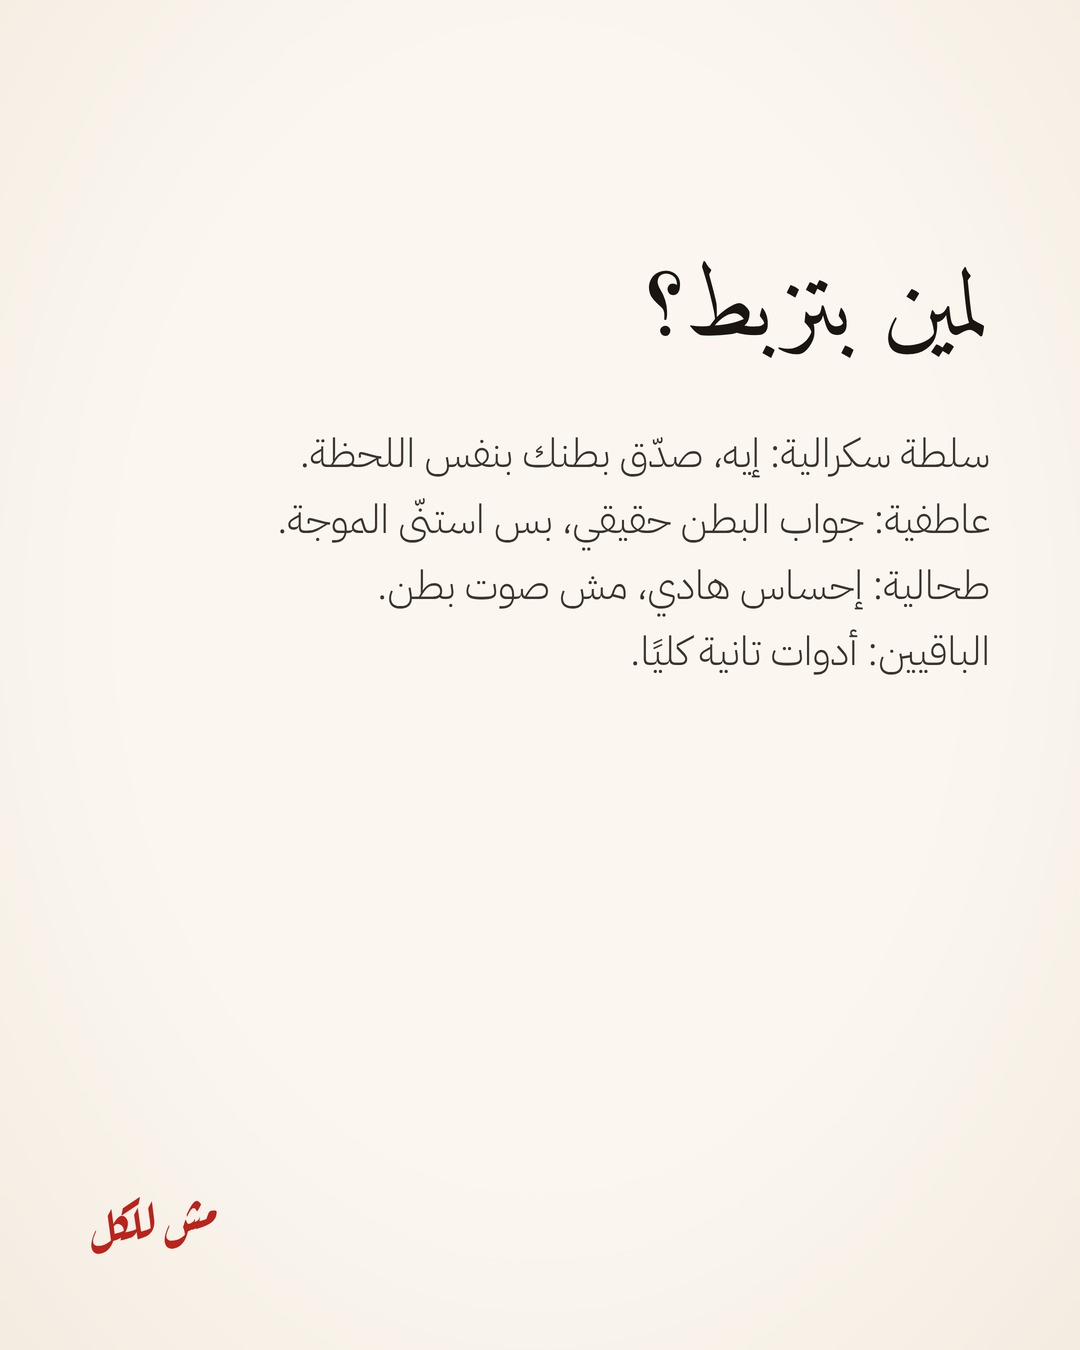 لمين بتزبط؟
سلطة سكرالية: إيه، صدّق بطنك بنفس اللحظة.
عاطفية: جواب البطن حقيقي، بس استنّى الموجة.
طحالية: إحساس هادي، مش صوت بطن.
الباقيين: أدوات تانية كليًا.
مش للكل